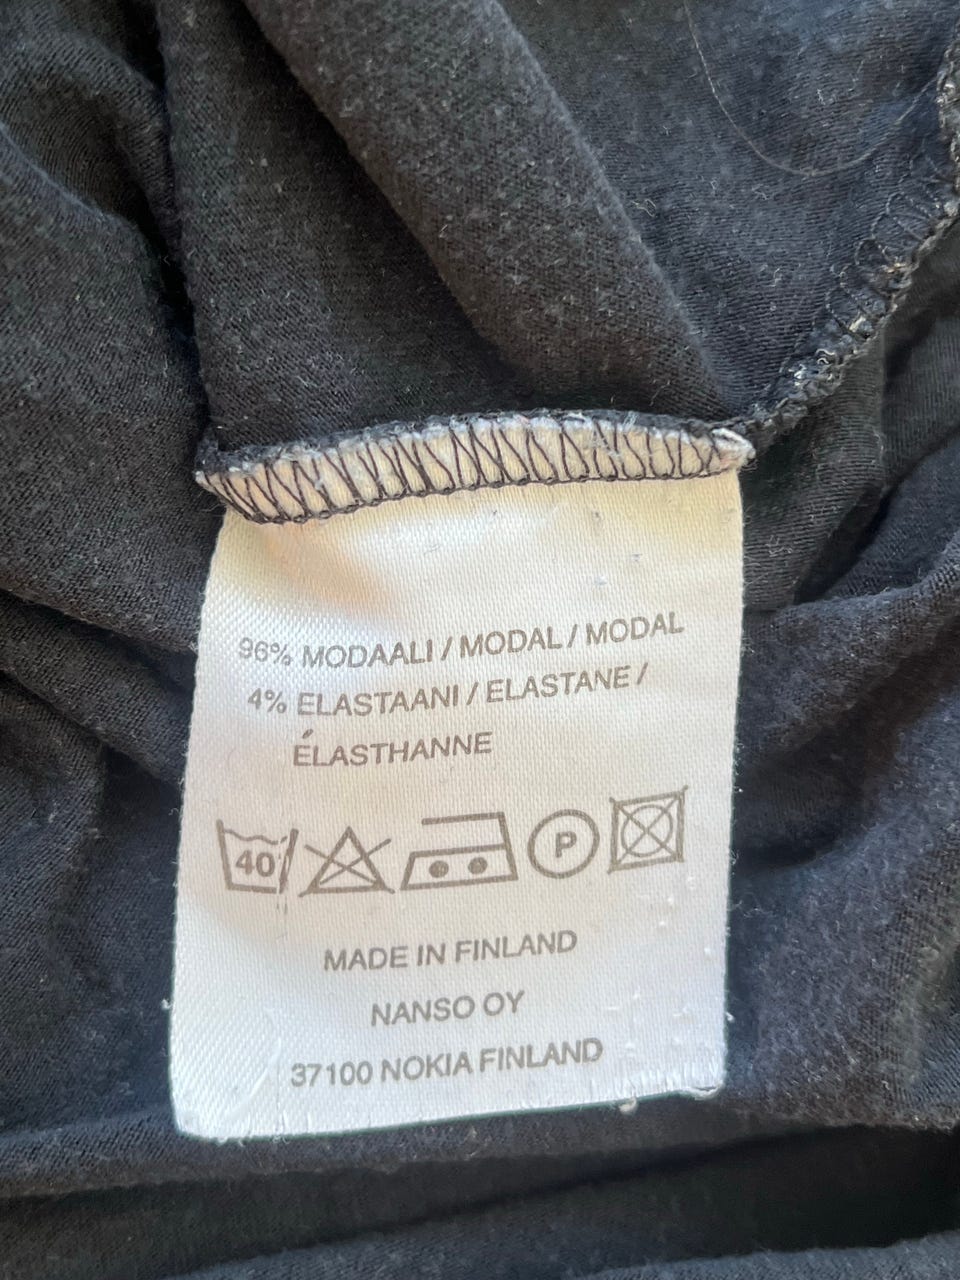 96% MODAALI / MODAL / MODAL
4% ELASTAANI / ELASTANE /
ÉLASTHANNE
40 P
MADE IN FINLAND
NANSO OY
37100 NOKIA FINLAND